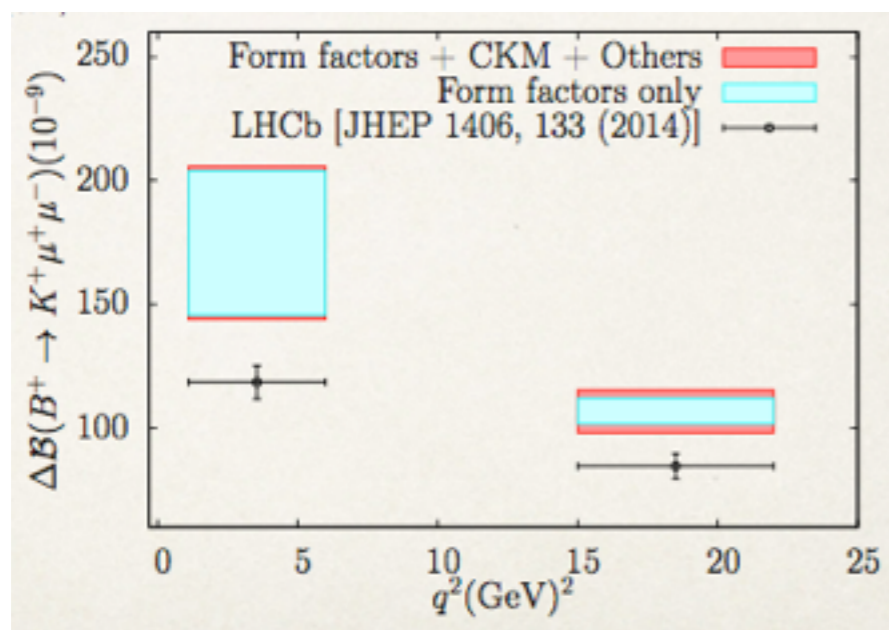 Form factors + CKM + Others
Form factors only
LHCb [JHEP 1406, 133 (2014)]
250
200
150
100
ΔB(B⁺ → K⁺μ⁺μ⁻)(10⁻⁹)
0 5 10 15 20 25
q²(GeV)²